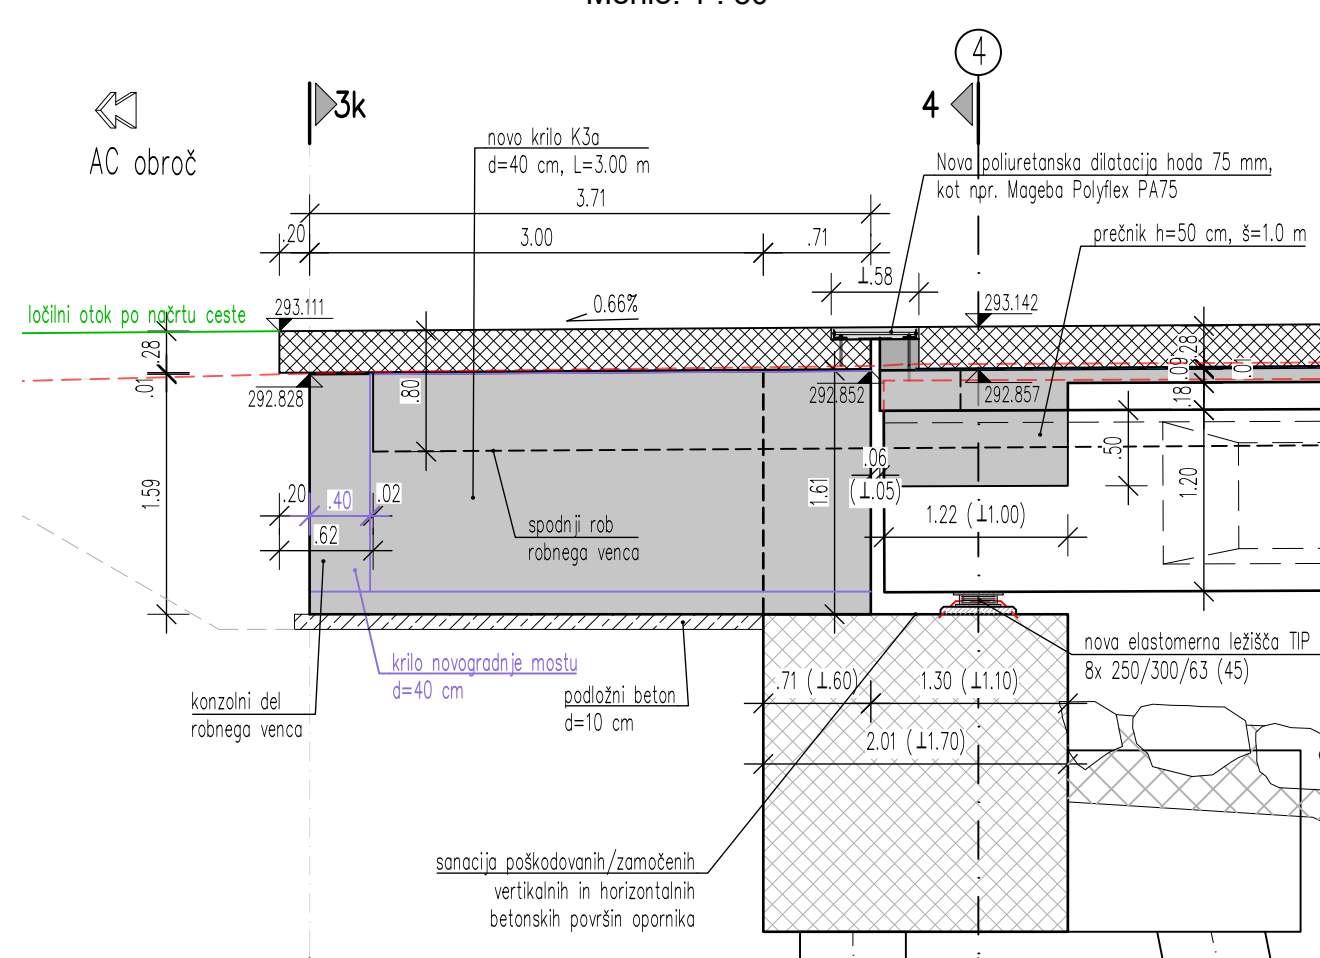 4
3k
4
AC obroč
novo krilo K3a
d=40 cm, L=3.00 m
Nova poliuretanska dilatacija hoda 75 mm,
kot npr. Mageba Polyflex PA75
3.71
.20
3.00
.71
prečnik h=50 cm, š=1.0 m
⊥.58
ločilni otok po načrtu ceste
293.111
0.66%
293.142
.28
.01
.80
292.828
292.852
292.857
.28
.09
.18
.01
.50
1.20
1.59
.20
.40
.02
.62
1.61
.06
(⊥.05)
1.22 (⊥1.00)
spodnji rob
robnega venca
nova elastomerna ležišča TIP
8x 250/300/63 (45)
krilo novogradnje mostu
d=40 cm
konzolni del
robnega venca
podložni beton
d=10 cm
.71 (⊥.60)
1.30 (⊥1.10)
2.01 (⊥1.70)
sanacija poškodovanih/zamočenih
vertikalnih in horizontalnih
betonskih površin opornika